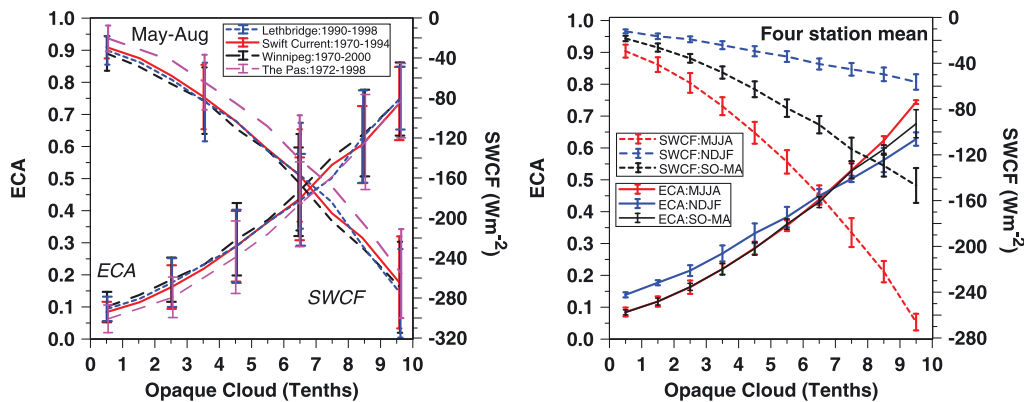 May-Aug
Lethbridge:1990-1998
Swift Current:1970-1994
Winnipeg:1970-2000
The Pas:1972-1998
ECA
SWCF
1.0
0.9
0.8
0.7
0.6
0.5
0.4
0.3
0.2
0.1
0.0
ECA
0
-40
-80
-120
-160
-200
-240
-280
-320
SWCF (Wm-2)
0 1 2 3 4 5 6 7 8 9 10
Opaque Cloud (Tenths)
Four station mean
SWCF:MJJA
SWCF:NDJF
SWCF:SO-MA
ECA:MJJA
ECA:NDJF
ECA:SO-MA
1.0
0.9
0.8
0.7
0.6
0.5
0.4
0.3
0.2
0.1
0.0
ECA
0
-40
-80
-120
-160
-200
-240
-280
SWCF (Wm-2)
0 1 2 3 4 5 6 7 8 9 10
Opaque Cloud (Tenths)